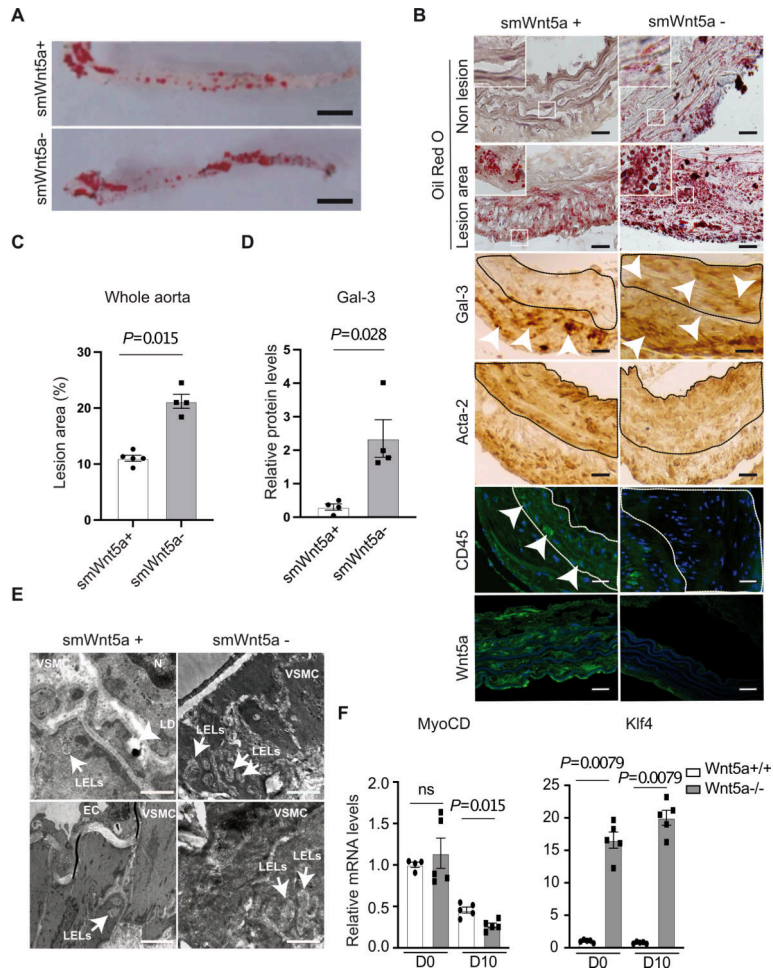 A
smWnt5a+
smWnt5a-
B
smWnt5a +
smWnt5a -
Oil Red O
Non lesion
Lesion area
Gal-3
Acta-2
CD45
Wnt5a
C
Whole aorta
P=0.015
Lesion area (%)
30
20
10
0
smWnt5a+
smWnt5a-
D
Gal-3
P=0.028
Relative protein levels
5
4
3
2
1
0
smWnt5a+
smWnt5a-
E
smWnt5a +
smWnt5a -
VSMC
N
LD
LELs
VSMC
LELs
LELs
EC
VSMC
LELs
VSMC
LELs
LELs
F
MyoCD
Relative mRNA levels
2.0
1.5
1.0
0.5
0.0
ns
P=0.015
D0
D10
Klf4
P=0.0079
P=0.0079
25
20
15
10
5
0
D0
D10
Wnt5a+/+
Wnt5a-/-